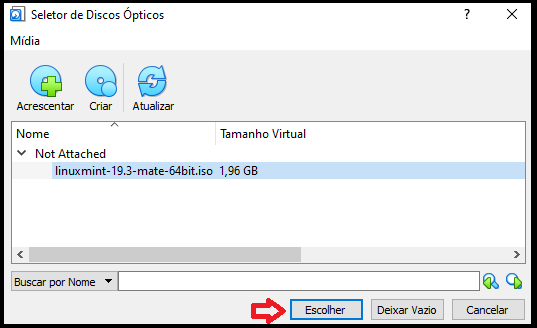 Seletor de Discos Ópticos
Mídia
Acrescentar Criar Atualizar
Nome Tamanho Virtual
Not Attached
linuxmint-19.3-mate-64bit.iso 1,96 GB
Buscar por Nome
Escolher Deixar Vazio Cancelar